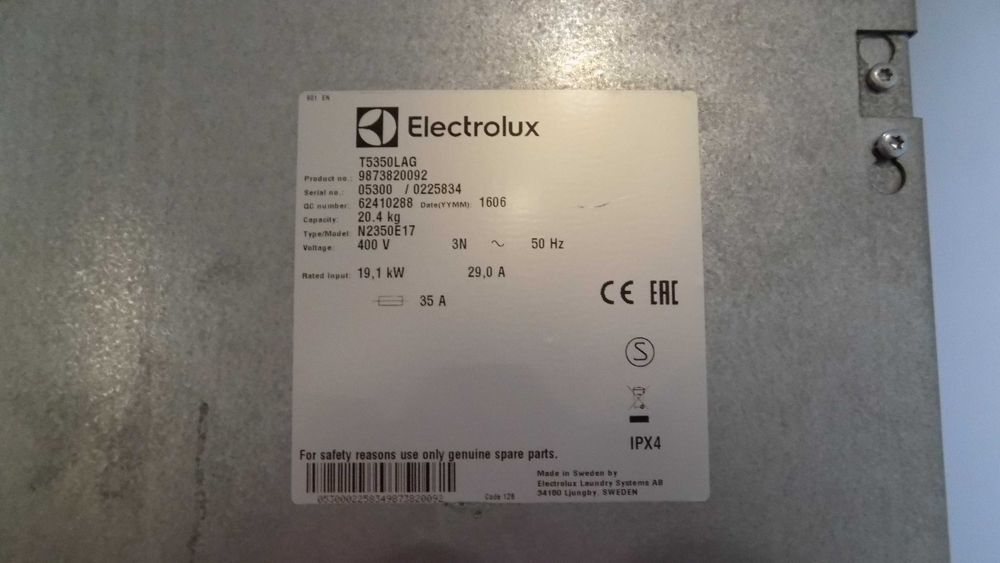 601 EN
Electrolux
T5350LAG
Product no.: 9873820092
Serial no.: 05300 / 0225834
QC number: 62410288 Date(YYMM): 1606
Capacity: 20.4 kg
Type/Model: N2350E17
Voltage: 400 V 3N ~ 50 Hz
Rated Input: 19,1 kW 29,0 A
35 A
CE EAC
S
IPX4
For safety reasons use only genuine spare parts.
0530002258349873820092
Code 128
Made in Sweden by
Electrolux Laundry Systems AB
34180 Ljungby, SWEDEN